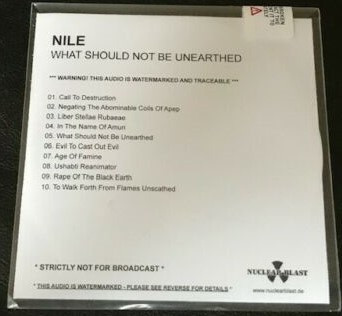 NILE
WHAT SHOULD NOT BE UNEARTHED
*** WARNING! THIS AUDIO IS WATERMARKED AND TRACEABLE ***
01. Call To Destruction
02. Negating The Abominable Coils Of Apep
03. Liber Stellae Rubaeae
04. In The Name Of Amun
05. What Should Not Be Unearthed
06. Evil To Cast Out Evil
07. Age Of Famine
08. Ushabti Reanimator
09. Rape Of The Black Earth
10. To Walk Forth From Flames Unscathed
* STRICTLY NOT FOR BROADCAST *
* THIS AUDIO IS WATERMARKED - PLEASE SEE REVERSE FOR DETAILS *
NUCLEAR BLAST
www.nuclearblast.de